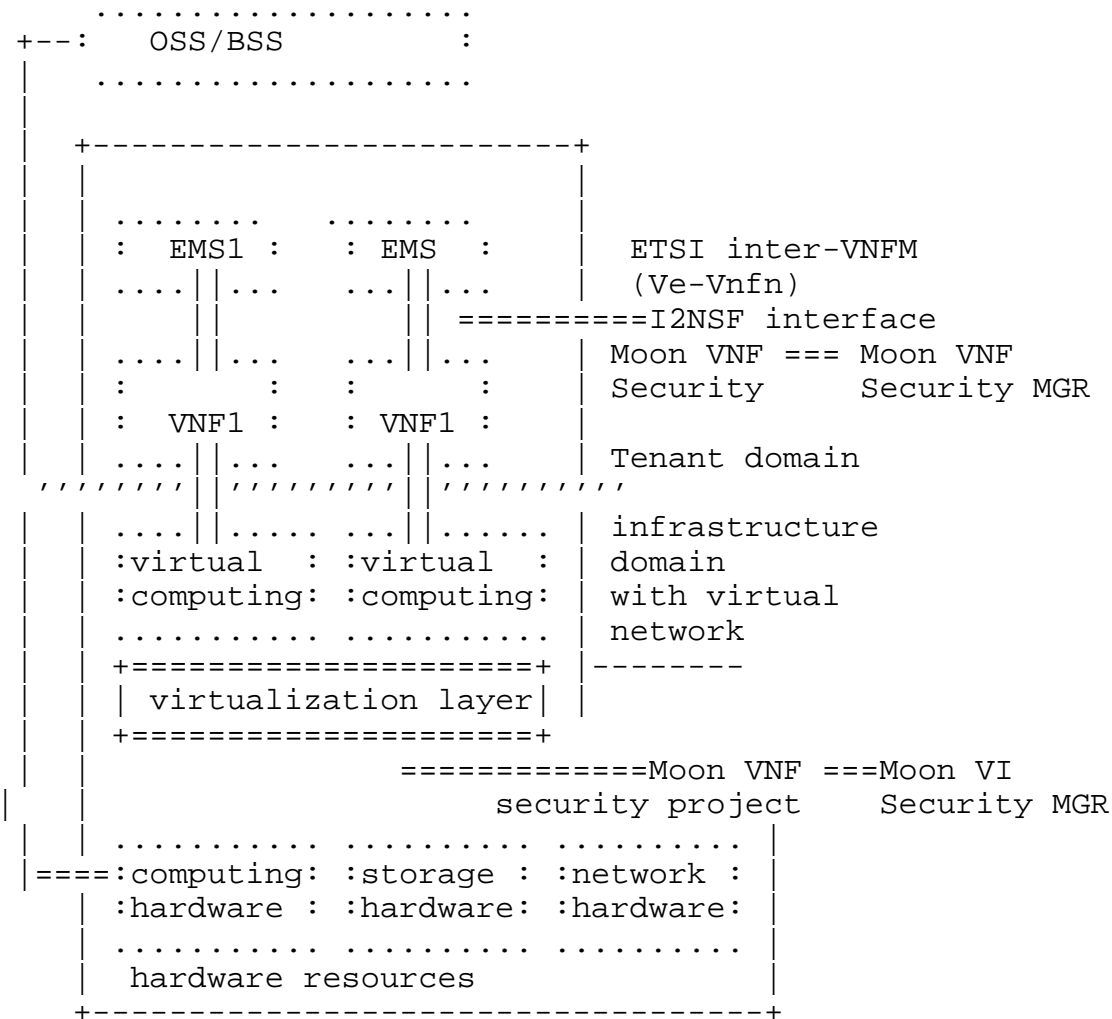 ....................
+--:    OSS/BSS         :
|    ....................
|
|   +-------------------------+
|   |                         |
|   | ........   ........     |
|   | :  EMS1 :   : EMS   :    |  ETSI inter-VNFM
|   | ....||...   ...||...    |  (Ve-Vnfn)
|   |     ||         || ==========I2NSF interface
|   | ....||...   ...||...    | Moon VNF === Moon VNF
|   | :       :   :       :    | Security     Security MGR
|   | :  VNF1 :   : VNF1 :    |
|   | ....||...   ...||...    | Tenant domain
,,,,,,,,||,,,,,,,,,||,,,,,,,,,,
|   | ....||..... ...||...... | infrastructure
|   | :virtual  : :virtual  : | domain
|   | :computing: :computing: | with virtual
|   | ........... ........... | network
|   | +=====================+ |--------
|   | | virtualization layer| |
|   | +=====================+
|   |                =============Moon VNF ===Moon VI
|   |                     security project    Security MGR
|   | ........... .......... .......... |
|====:computing: :storage : :network : |
| :hardware : :hardware: :hardware: |
| ........... .......... .......... |
|  hardware resources               |
+-----------------------------------+